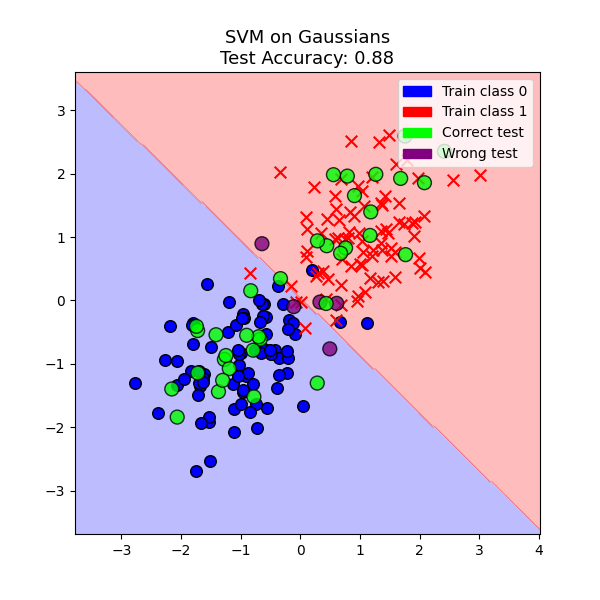 SVM on Gaussians
Test Accuracy: 0.88
Train class 0
Train class 1
Correct test
Wrong test
3
2
1
0
−1
−2
−3
−3 −2 −1 0 1 2 3 4